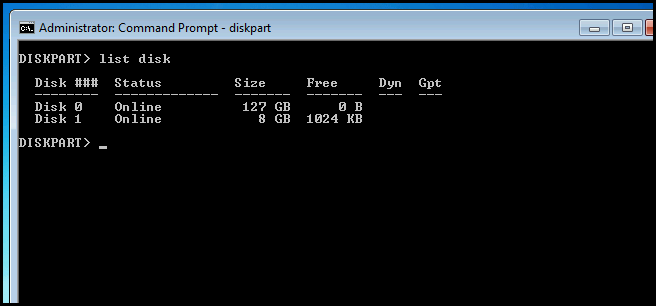 Administrator: Command Prompt - diskpart
DISKPART> list disk
Disk ### Status Size Free Dyn Gpt
-------- ------------- ------- ------- --- ---
Disk 0 Online 127 GB 0 B
Disk 1 Online 8 GB 1024 KB
DISKPART> _